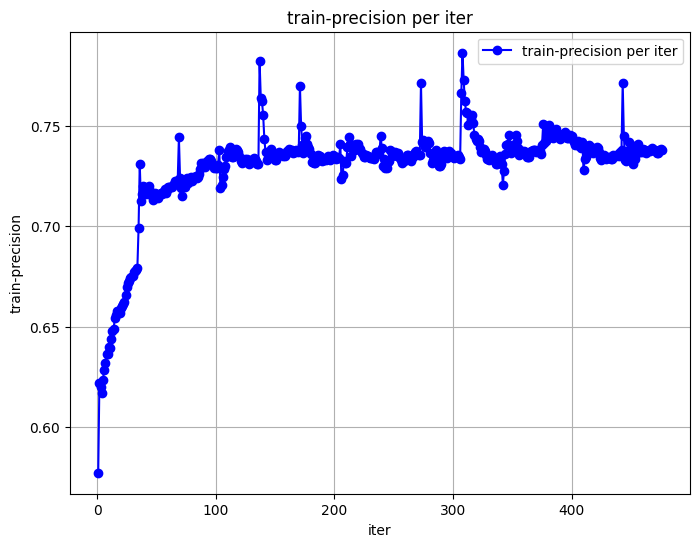 train-precision per iter
train-precision per iter
0.75
0.70
0.65
0.60
train-precision
0
100
200
300
400
iter